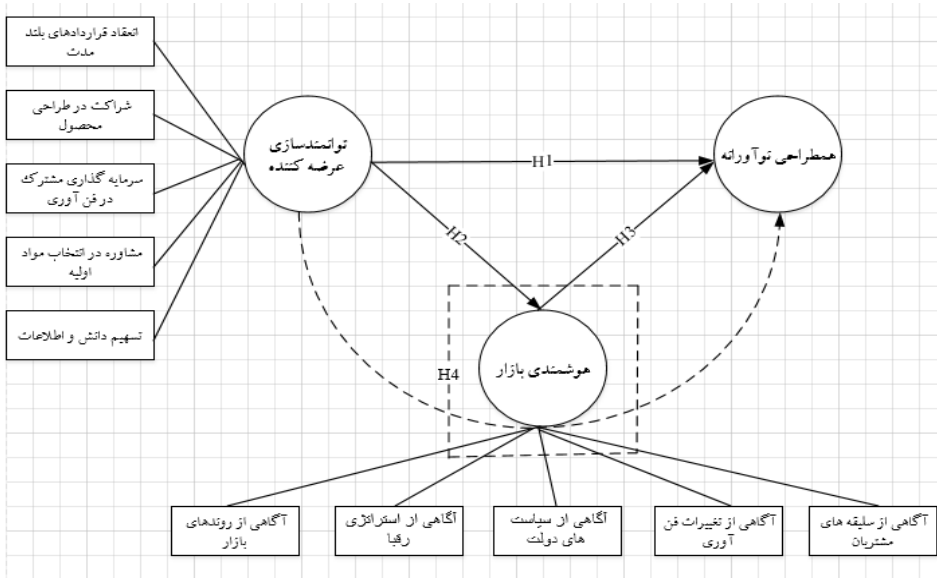 انعقاد قراردادهای بلند
مدت
شراکت در طراحی
محصول
سرمایه گذاری مشترک
در فن آوری
مشاوره در انتخاب مواد
اولیه
تسهیم دانش و اطلاعات
توانمندسازی
عرضه کننده
همطراحی نوآورانه
H1
H2
H3
هوشمندی بازار
H4
آگاهی از سلیقه های
مشتریان
آگاهی از تغییرات فن
آوری
آگاهی از سیاست
های دولت
آگاهی از استراتژی
رقبا
آگاهی از روندهای
بازار